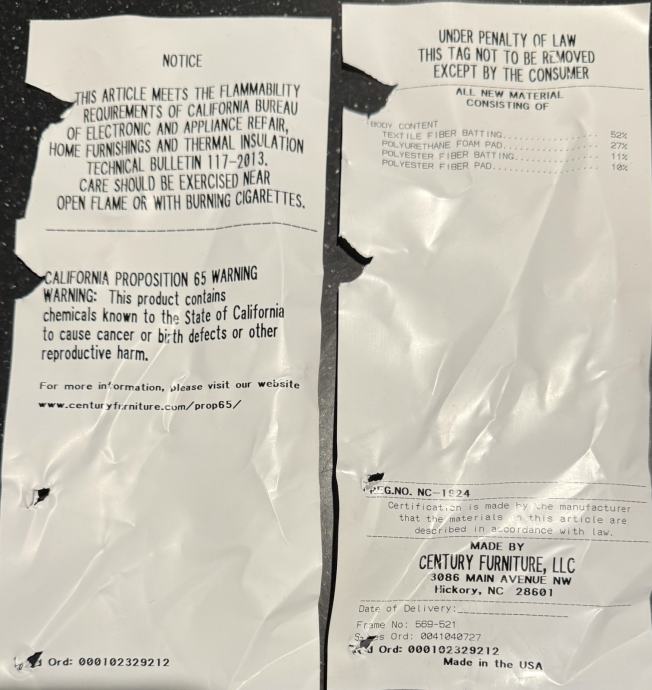 NOTICE
THIS ARTICLE MEETS THE FLAMMABILITY
REQUIREMENTS OF CALIFORNIA BUREAU
OF ELECTRONIC AND APPLIANCE REPAIR,
HOME FURNISHINGS AND THERMAL INSULATION
TECHNICAL BULLETIN 117-2013.
CARE SHOULD BE EXERCISED NEAR
OPEN FLAME OR WITH BURNING CIGARETTES.
CALIFORNIA PROPOSITION 65 WARNING
WARNING: This product contains
chemicals known to the State of California
to cause cancer or birth defects or other
reproductive harm.
For more information, please visit our website
www.centuryfurniture.com/prop65/
Ord: 000102329212
UNDER PENALTY OF LAW
THIS TAG NOT TO BE REMOVED
EXCEPT BY THE CONSUMER
ALL NEW MATERIAL
CONSISTING OF
BODY CONTENT
TEXTILE FIBER BATTING............... 52%
POLYURETHANE FOAM PAD............... 27%
POLYESTER FIBER BATTING............. 11%
POLYESTER FIBER PAD................. 10%
REG.NO. NC-1824
Certification is made by the manufacturer
that the materials in this article are
described in accordance with law.
MADE BY
CENTURY FURNITURE, LLC
3086 MAIN AVENUE NW
Hickory, NC 28601
Date of Delivery:
Frame No: 569-521
Sales Ord: 0041040727
Ord: 000102329212
Made in the USA